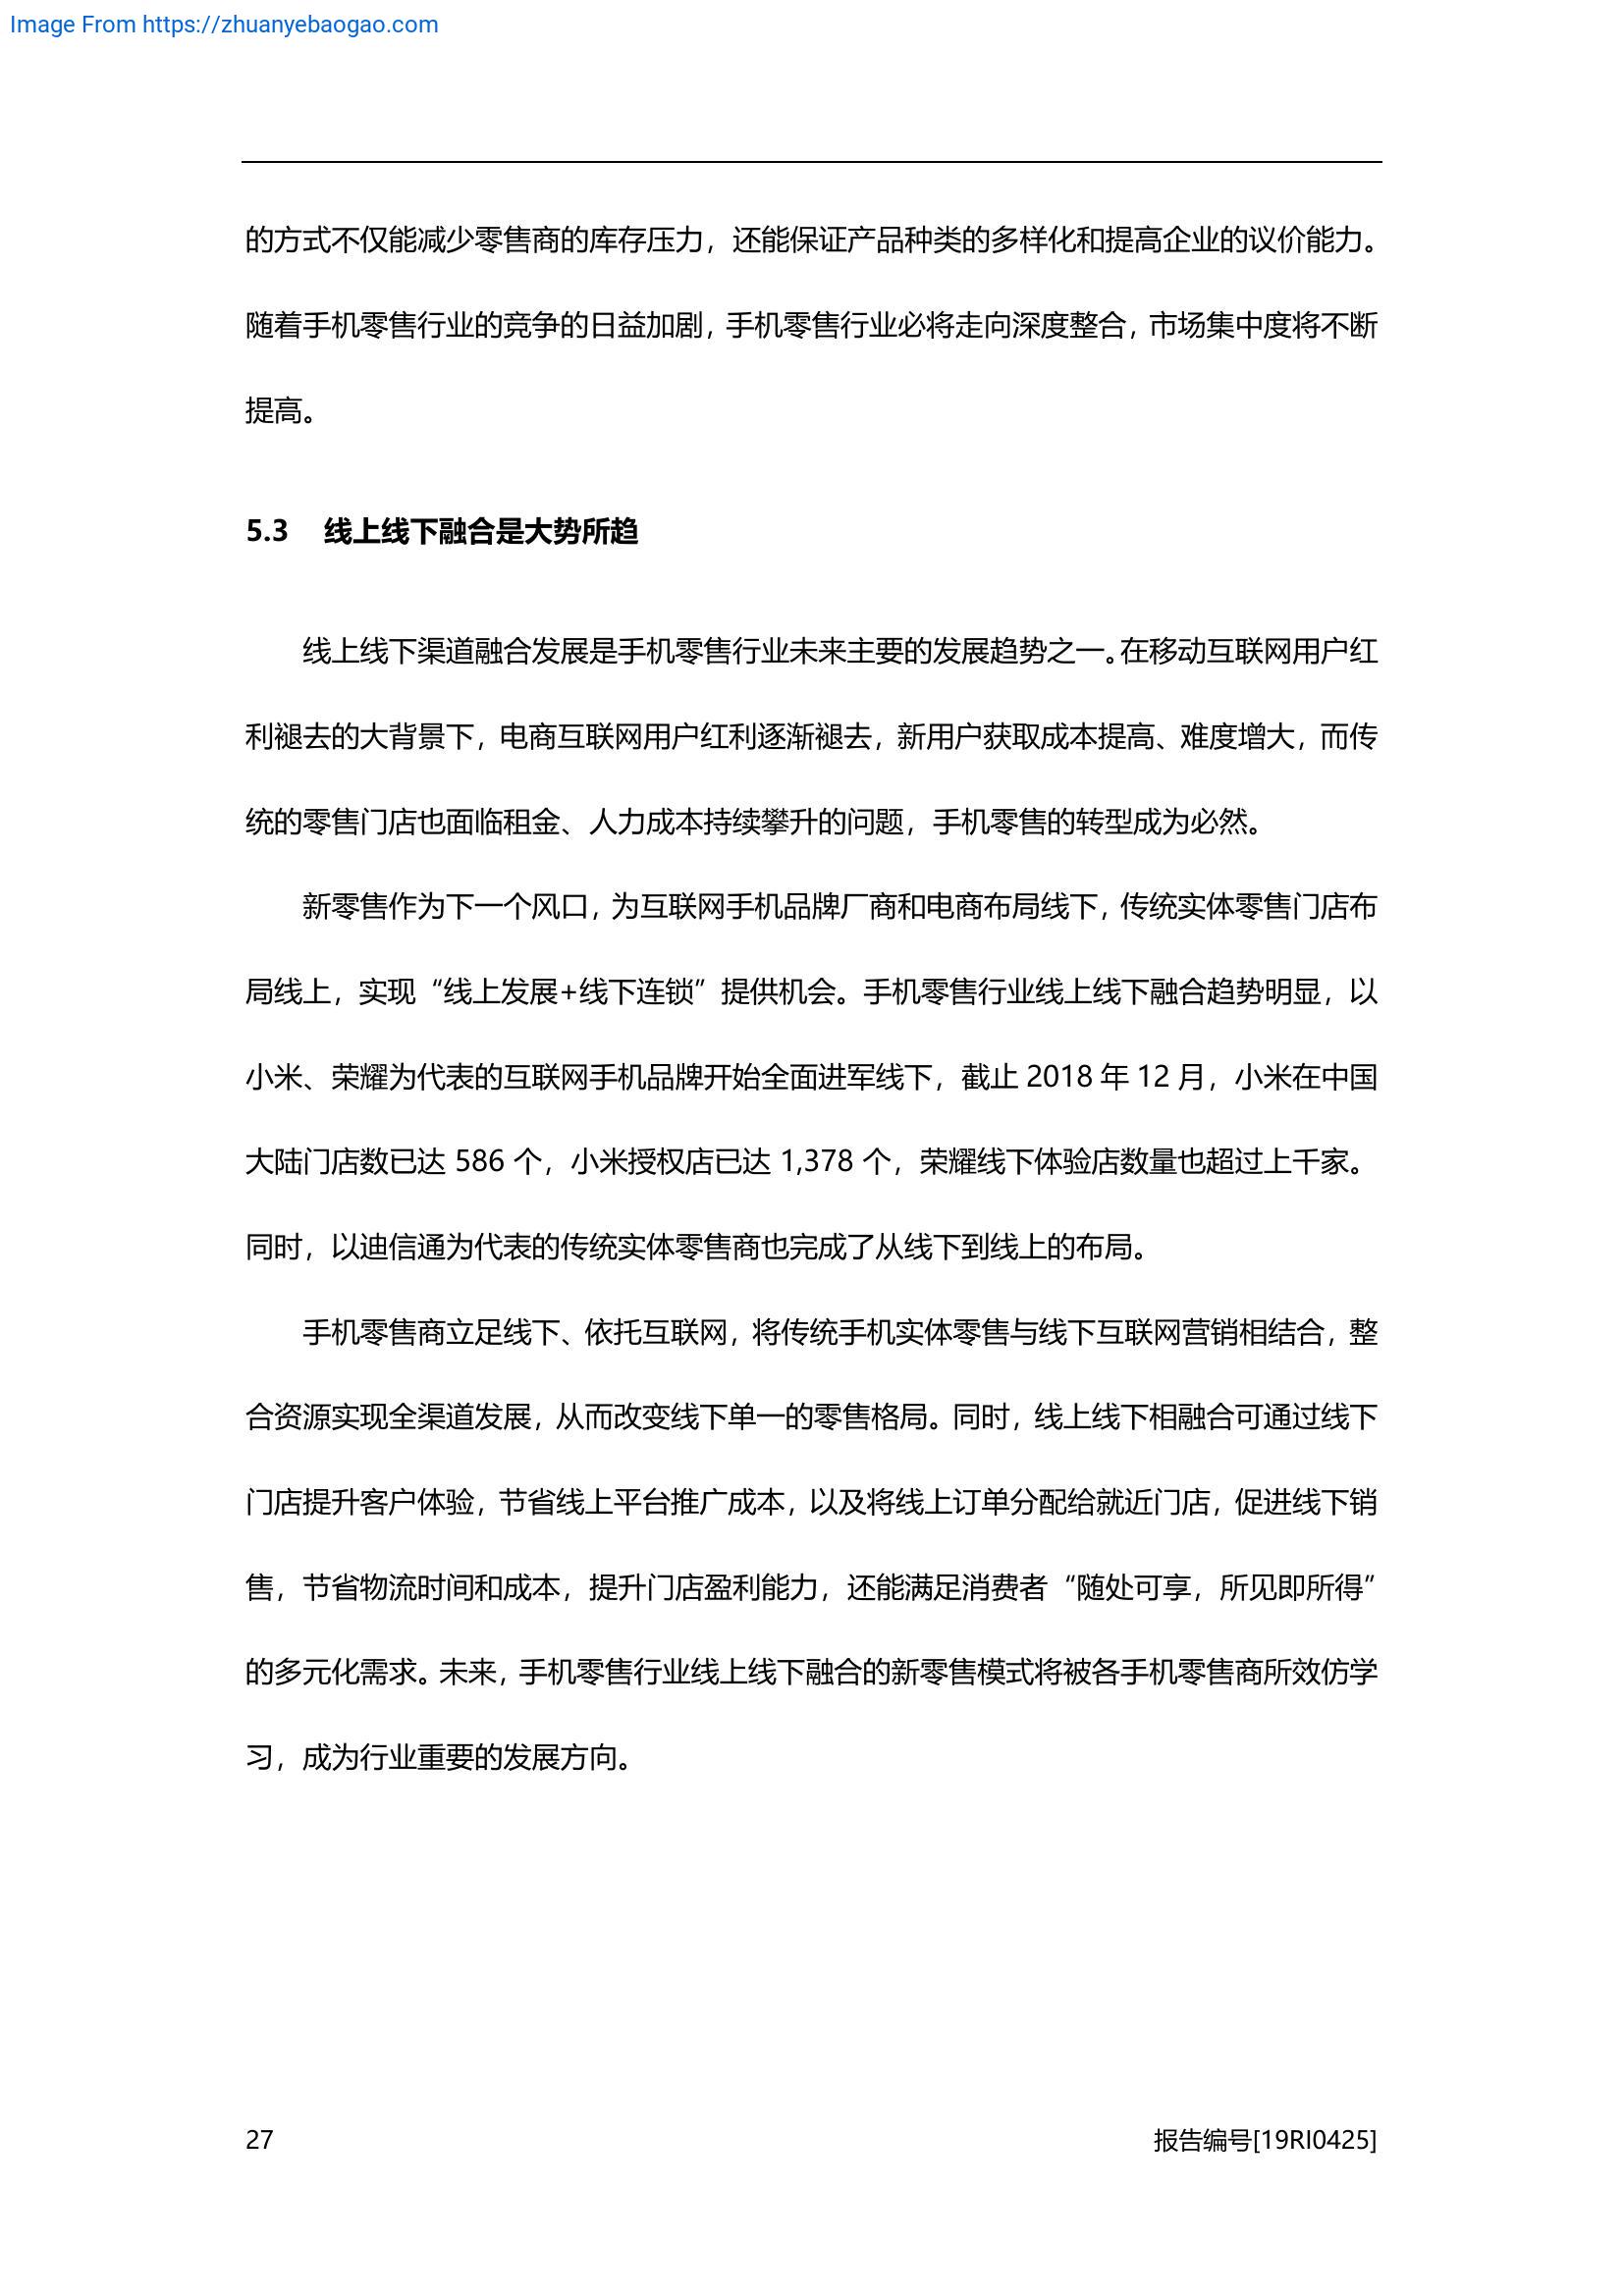 Image From https://zhuanyebaogao.com
的方式不仅能减少零售商的库存压力，还能保证产品种类的多样化和提高企业的议价能力。
随着手机零售行业的竞争的日益加剧，手机零售行业必将走向深度整合，市场集中度将不断
提高。
5.3 线上线下融合是大势所趋
线上线下渠道融合发展是手机零售行业未来主要的发展趋势之一。在移动互联网用户红
利褪去的大背景下，电商互联网用户红利逐渐褪去，新用户获取成本提高、难度增大，而传
统的零售门店也面临租金、人力成本持续攀升的问题，手机零售的转型成为必然。
新零售作为下一个风口，为互联网手机品牌厂商和电商布局线下，传统实体零售门店布
局线上，实现“线上发展+线下连锁”提供机会。手机零售行业线上线下融合趋势明显，以
小米、荣耀为代表的互联网手机品牌开始全面进军线下，截止 2018 年 12 月，小米在中国
大陆门店数已达 586 个，小米授权店已达 1,378 个，荣耀线下体验店数量也超过上千家。
同时，以迪信通为代表的传统实体零售商也完成了从线下到线上的布局。
手机零售商立足线下、依托互联网，将传统手机实体零售与线下互联网营销相结合，整
合资源实现全渠道发展，从而改变线下单一的零售格局。同时，线上线下相融合可通过线下
门店提升客户体验，节省线上平台推广成本，以及将线上订单分配给就近门店，促进线下销
售，节省物流时间和成本，提升门店盈利能力，还能满足消费者“随处可享，所见即所得”
的多元化需求。未来，手机零售行业线上线下融合的新零售模式将被各手机零售商所效仿学
习，成为行业重要的发展方向。
27 报告编号[19RI0425]